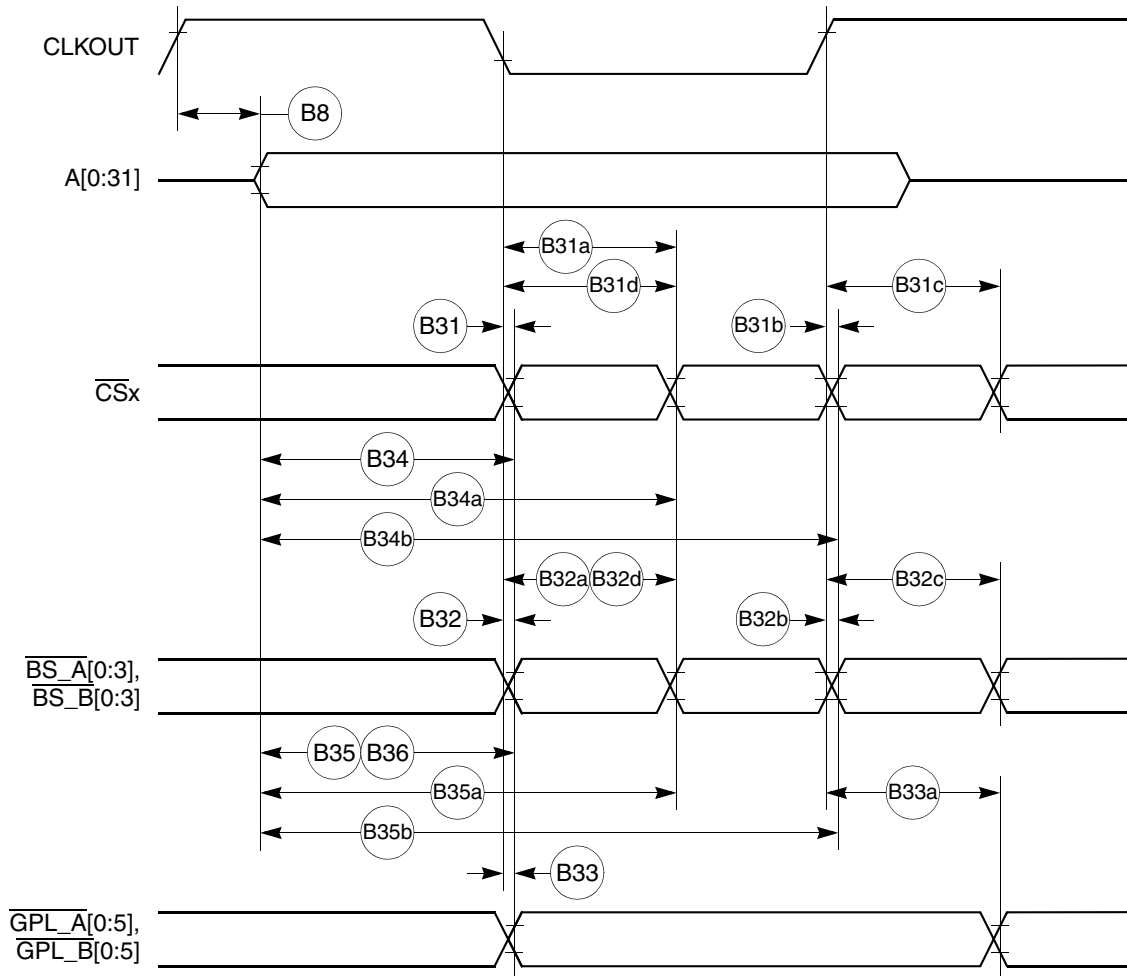 CLKOUT
B8
A[0:31]
B31a
B31d
B31c
B31
B31b
CSx
B34
B34a
B34b
B32a B32d
B32c
B32
B32b
BS_A[0:3],
BS_B[0:3]
B35 B36
B35a
B33a
B35b
B33
GPL_A[0:5],
GPL_B[0:5]